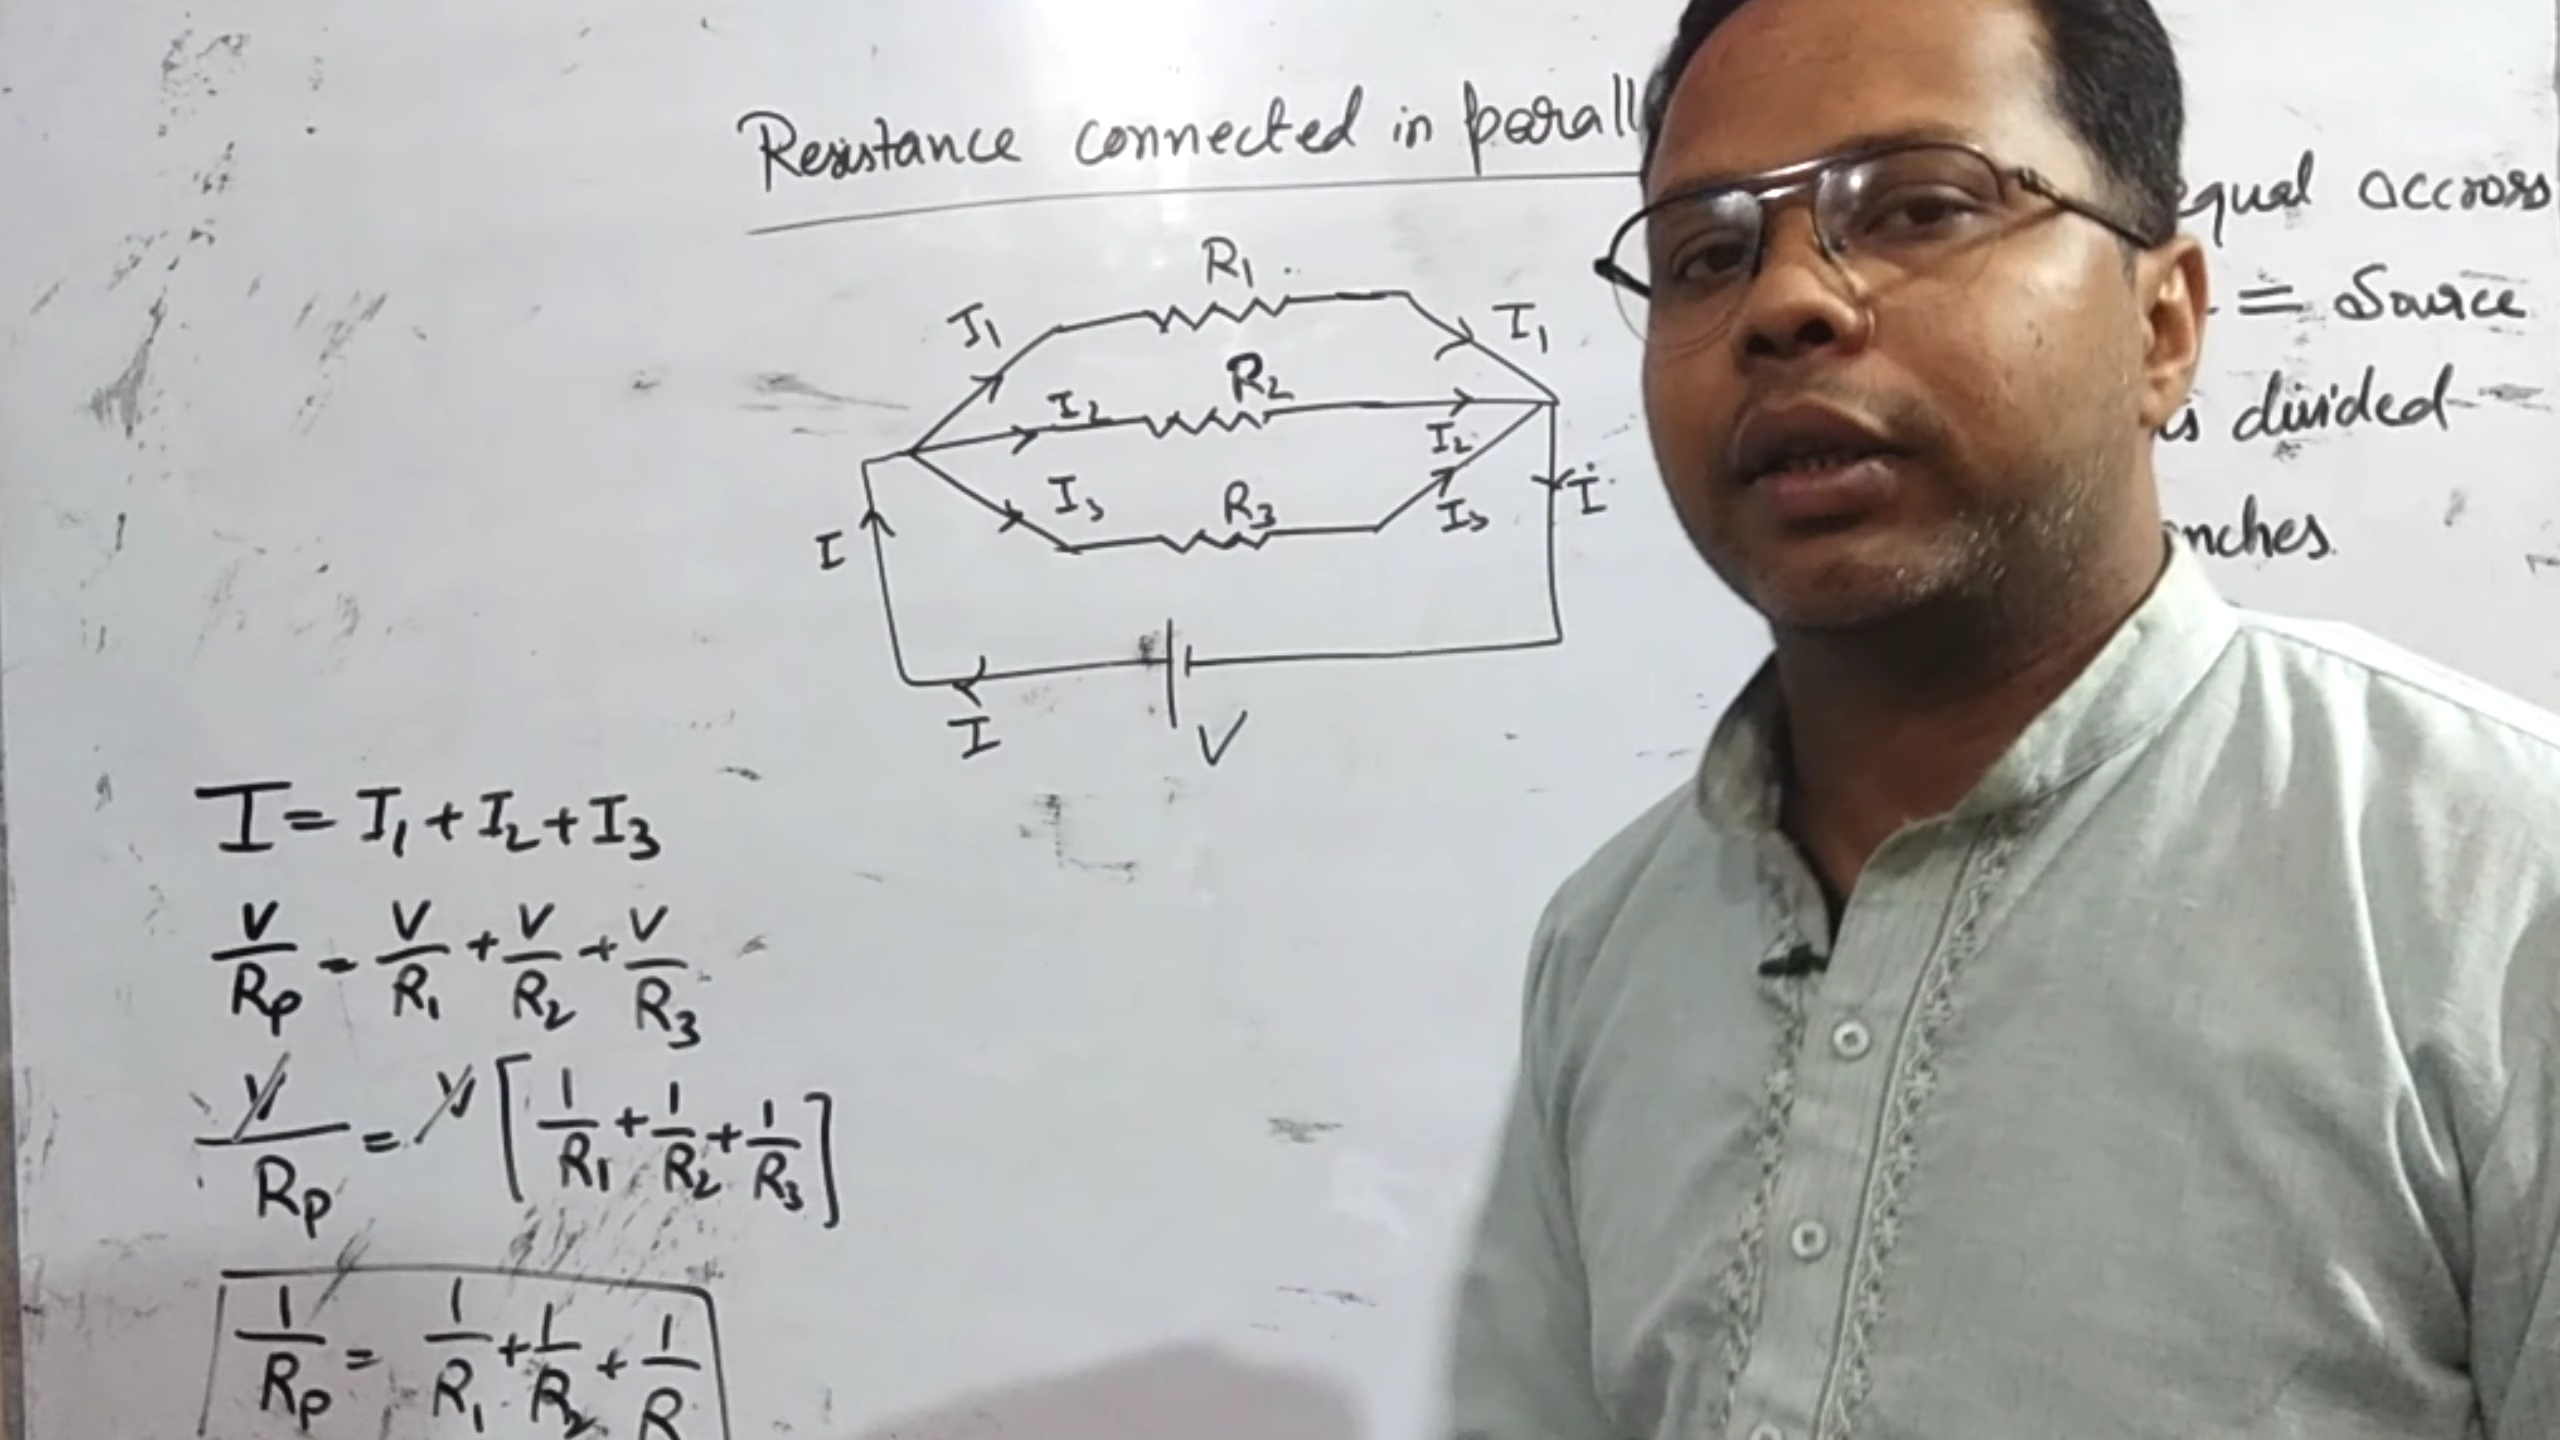 Resistance connected in parall
equal accross
= Source
is divided
nches.
R1
I1 I1
R2
I2
I2
R3
I3 I3
I I
I
V
I = I1 + I2 + I3
V/Rp = V/R1 + V/R2 + V/R3
V/Rp = V [1/R1 + 1/R2 + 1/R3]
1/Rp = 1/R1 + 1/R2 + 1/R